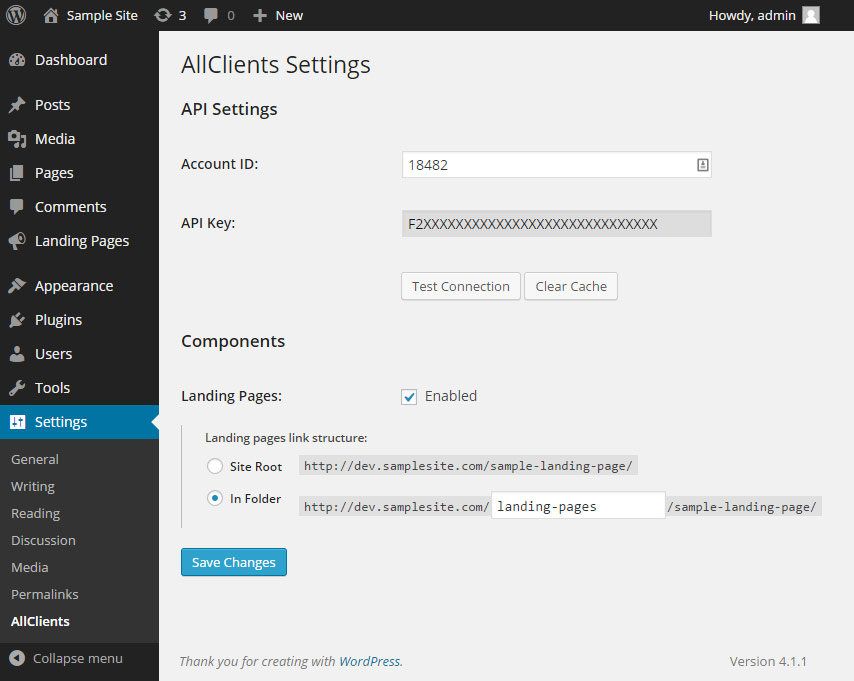 Sample Site 3 0 New Howdy, admin
Dashboard
Posts
Media
Pages
Comments
Landing Pages
Appearance
Plugins
Users
Tools
Settings
General
Writing
Reading
Discussion
Media
Permalinks
AllClients
Collapse menu
AllClients Settings
API Settings
Account ID: 18482
API Key: F2XXXXXXXXXXXXXXXXXXXXXXXXXXXXX
Test Connection Clear Cache
Components
Landing Pages: Enabled
Landing pages link structure:
Site Root http://dev.samplesite.com/sample-landing-page/
In Folder http://dev.samplesite.com/ landing-pages /sample-landing-page/
Save Changes
Thank you for creating with WordPress. Version 4.1.1